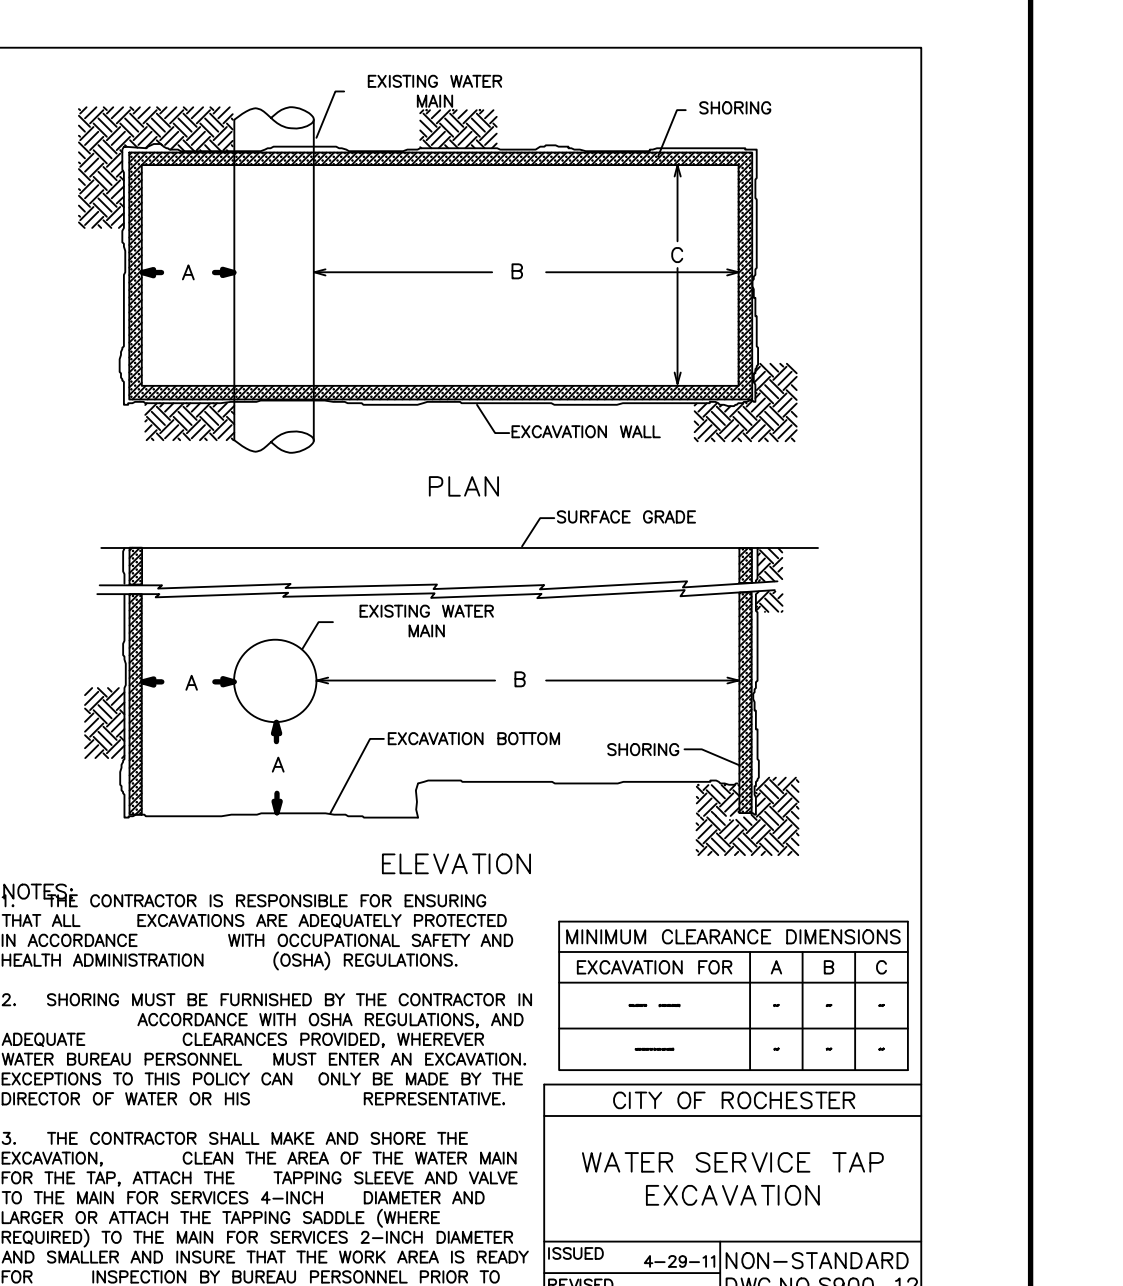 EXISTING WATER
MAIN
SHORING
A
B
C
EXCAVATION WALL
PLAN
SURFACE GRADE
EXISTING WATER
MAIN
A
B
A
EXCAVATION BOTTOM
SHORING
ELEVATION
NOTES:
1. THE CONTRACTOR IS RESPONSIBLE FOR ENSURING
THAT ALL EXCAVATIONS ARE ADEQUATELY PROTECTED
IN ACCORDANCE WITH OCCUPATIONAL SAFETY AND
HEALTH ADMINISTRATION (OSHA) REGULATIONS.
2. SHORING MUST BE FURNISHED BY THE CONTRACTOR IN
ACCORDANCE WITH OSHA REGULATIONS, AND
ADEQUATE CLEARANCES PROVIDED, WHEREVER
WATER BUREAU PERSONNEL MUST ENTER AN EXCAVATION.
EXCEPTIONS TO THIS POLICY CAN ONLY BE MADE BY THE
DIRECTOR OF WATER OR HIS REPRESENTATIVE.
3. THE CONTRACTOR SHALL MAKE AND SHORE THE
EXCAVATION, CLEAN THE AREA OF THE WATER MAIN
FOR THE TAP, ATTACH THE TAPPING SLEEVE AND VALVE
TO THE MAIN FOR SERVICES 4-INCH DIAMETER AND
LARGER OR ATTACH THE TAPPING SADDLE (WHERE
REQUIRED) TO THE MAIN FOR SERVICES 2-INCH DIAMETER
AND SMALLER AND INSURE THAT THE WORK AREA IS READY
FOR INSPECTION BY BUREAU PERSONNEL PRIOR TO
MINIMUM CLEARANCE DIMENSIONS
EXCAVATION FOR A B C
CITY OF ROCHESTER
WATER SERVICE TAP
EXCAVATION
ISSUED 4-29-11 NON-STANDARD
REVISED DWG.NO.S900-12